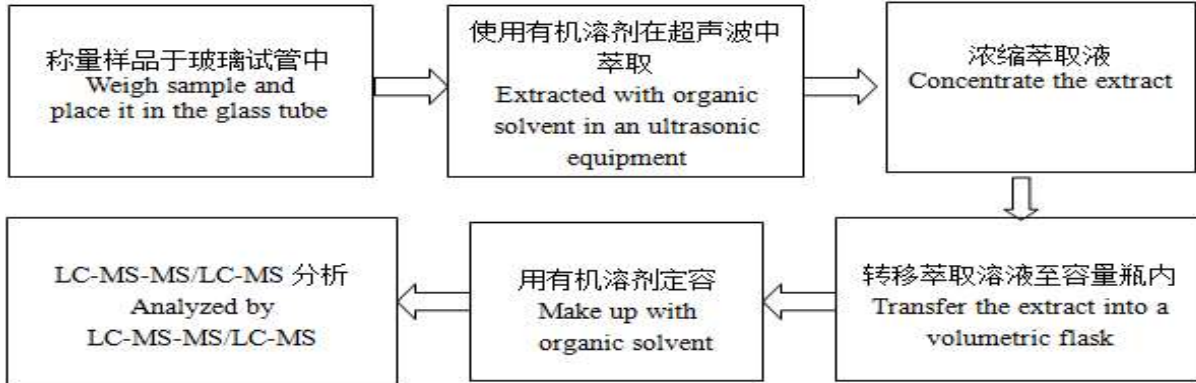 称量样品于玻璃试管中
Weigh sample and
place it in the glass tube
使用有机溶剂在超声波中
萃取
Extracted with organic
solvent in an ultrasonic
equipment
浓缩萃取液
Concentrate the extract
转移萃取溶液至容量瓶内
Transfer the extract into a
volumetric flask
用有机溶剂定容
Make up with
organic solvent
LC-MS-MS/LC-MS 分析
Analyzed by
LC-MS-MS/LC-MS